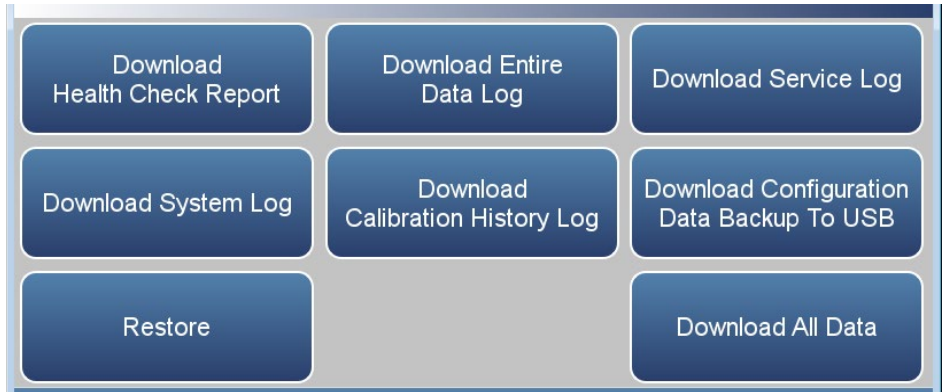 Download
Health Check Report
Download Entire
Data Log
Download Service Log
Download System Log
Download
Calibration History Log
Download Configuration
Data Backup To USB
Restore
Download All Data